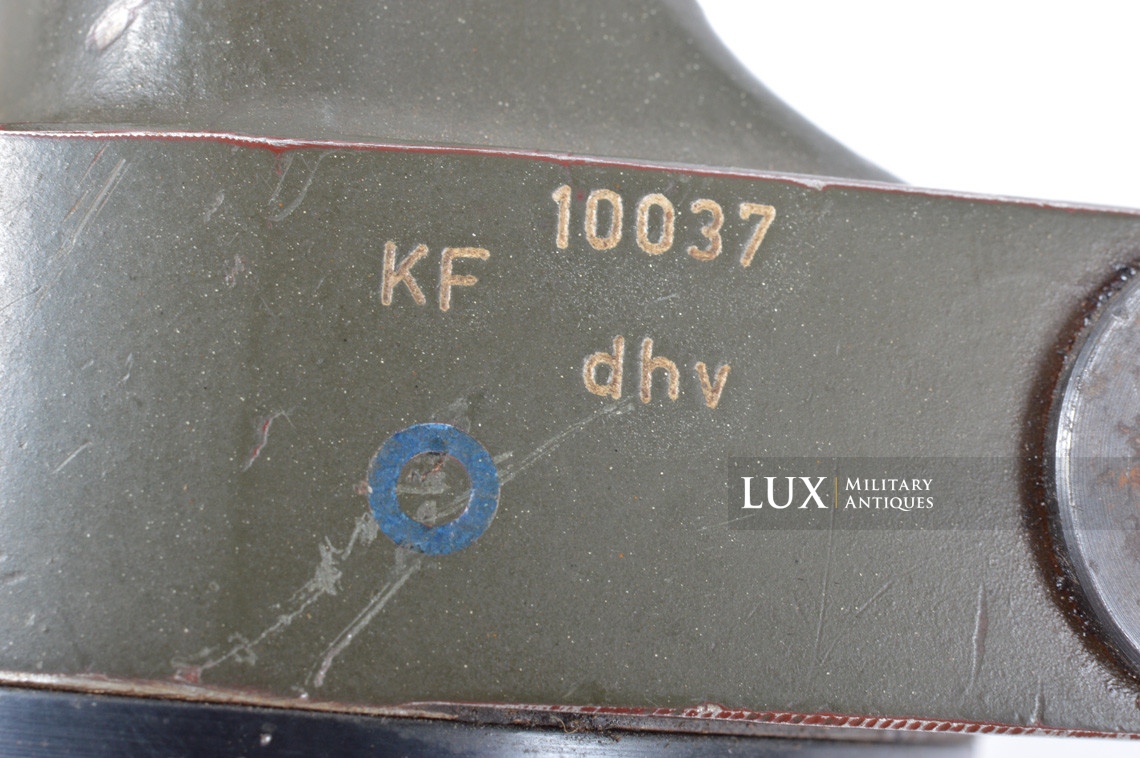 10037
KF
dhv
LUX MILITARY
ANTIQUES